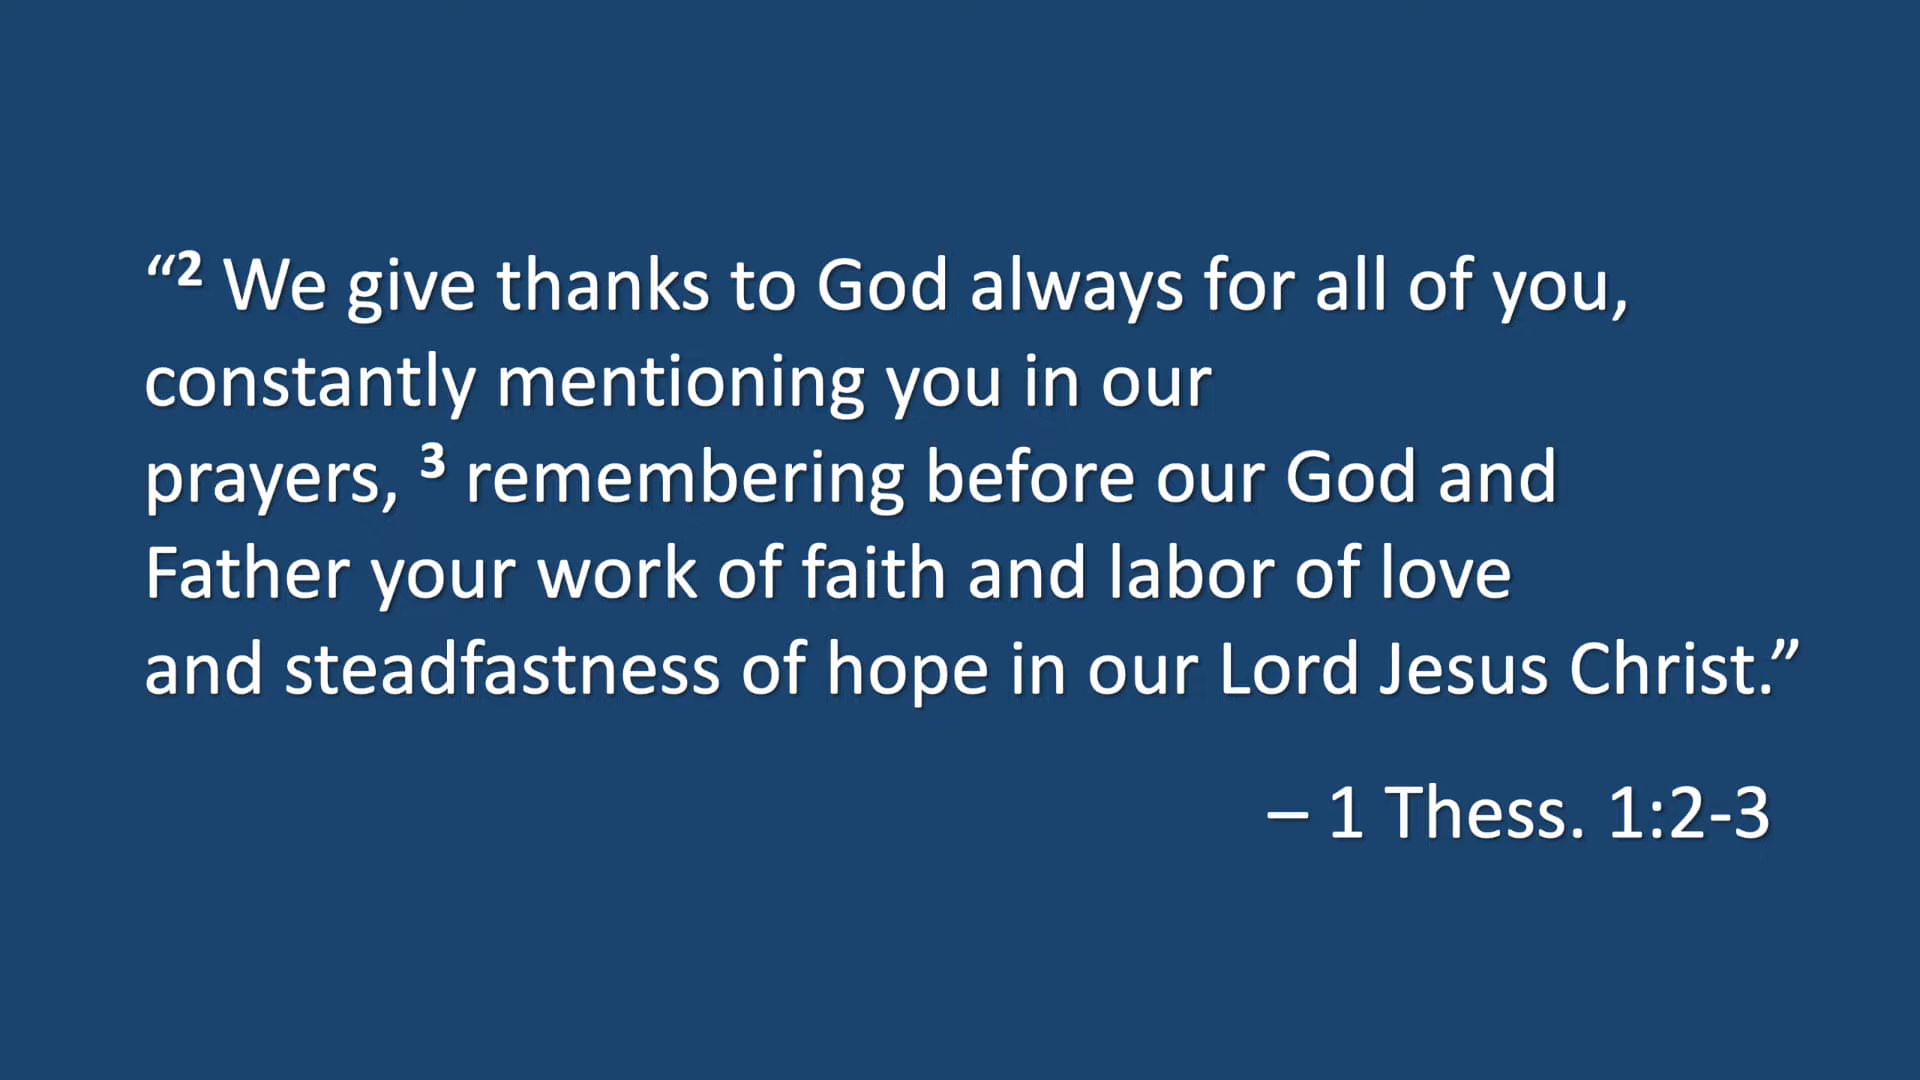 “² We give thanks to God always for all of you,
constantly mentioning you in our
prayers, ³ remembering before our God and
Father your work of faith and labor of love
and steadfastness of hope in our Lord Jesus Christ.”
– 1 Thess. 1:2-3